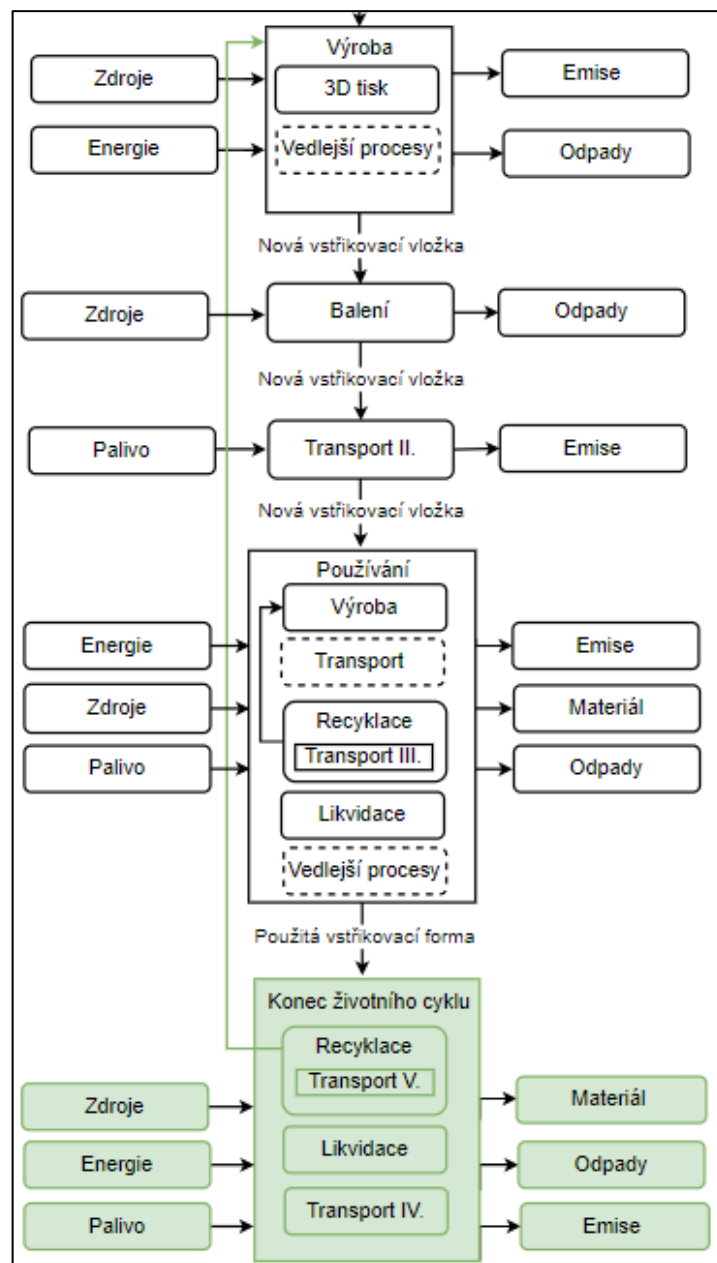 Výroba
Zdroje
3D tisk
Emise
Energie
Vedlejší procesy
Odpady
Nová vstřikovací vložka
Zdroje
Balení
Odpady
Nová vstřikovací vložka
Palivo
Transport II.
Emise
Nová vstřikovací vložka
Používání
Výroba
Energie
Transport
Emise
Zdroje
Recyklace
Materiál
Palivo
Transport III.
Odpady
Likvidace
Vedlejší procesy
Použitá vstřikovací forma
Konec životního cyklu
Recyklace
Transport V.
Zdroje
Materiál
Likvidace
Energie
Odpady
Transport IV.
Palivo
Emise